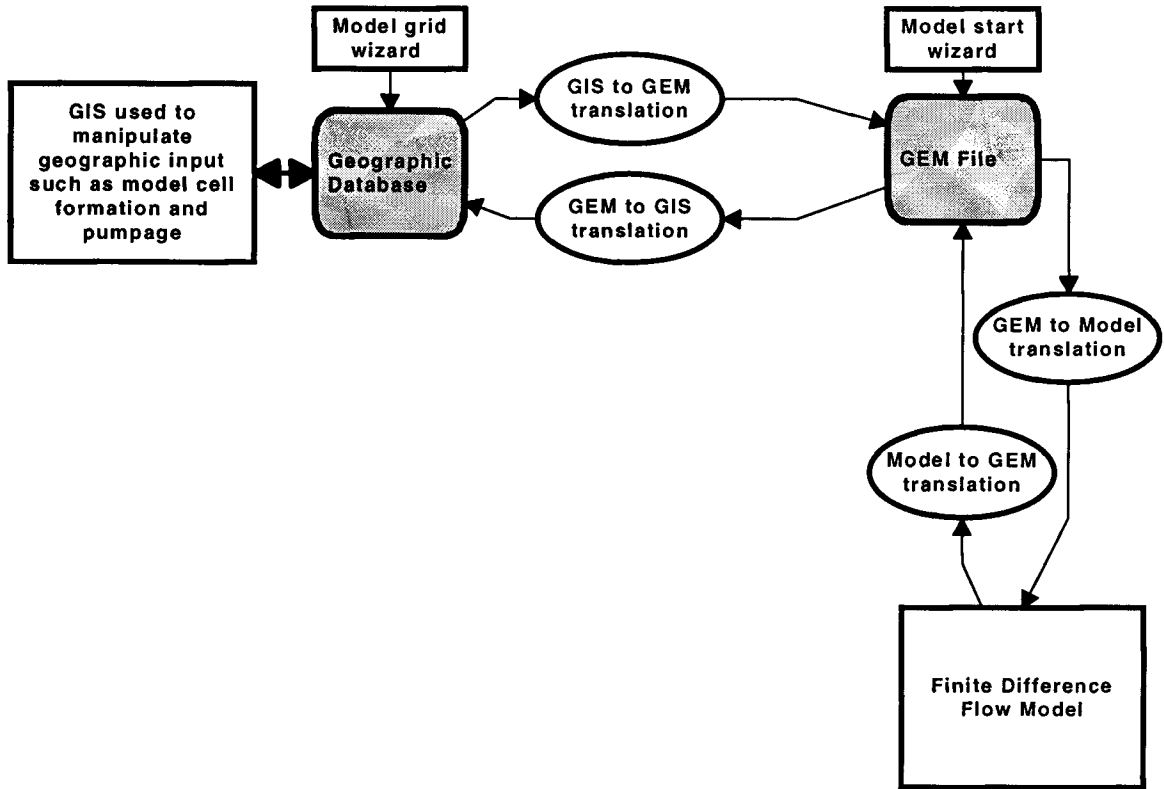 Model grid
wizard
Model start
wizard
GIS used to
manipulate
geographic input
such as model cell
formation and
pumpage
Geographic
Database
GIS to GEM
translation
GEM to GIS
translation
GEM File
GEM to Model
translation
Model to GEM
translation
Finite Difference
Flow Model